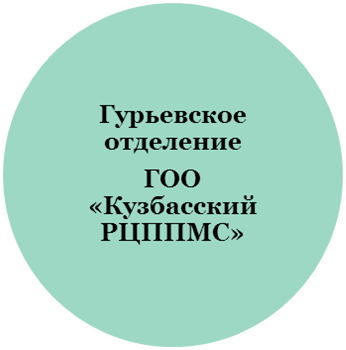 Гурьевское
отделение
ГОО
«Кузбасский
РЦППМС»